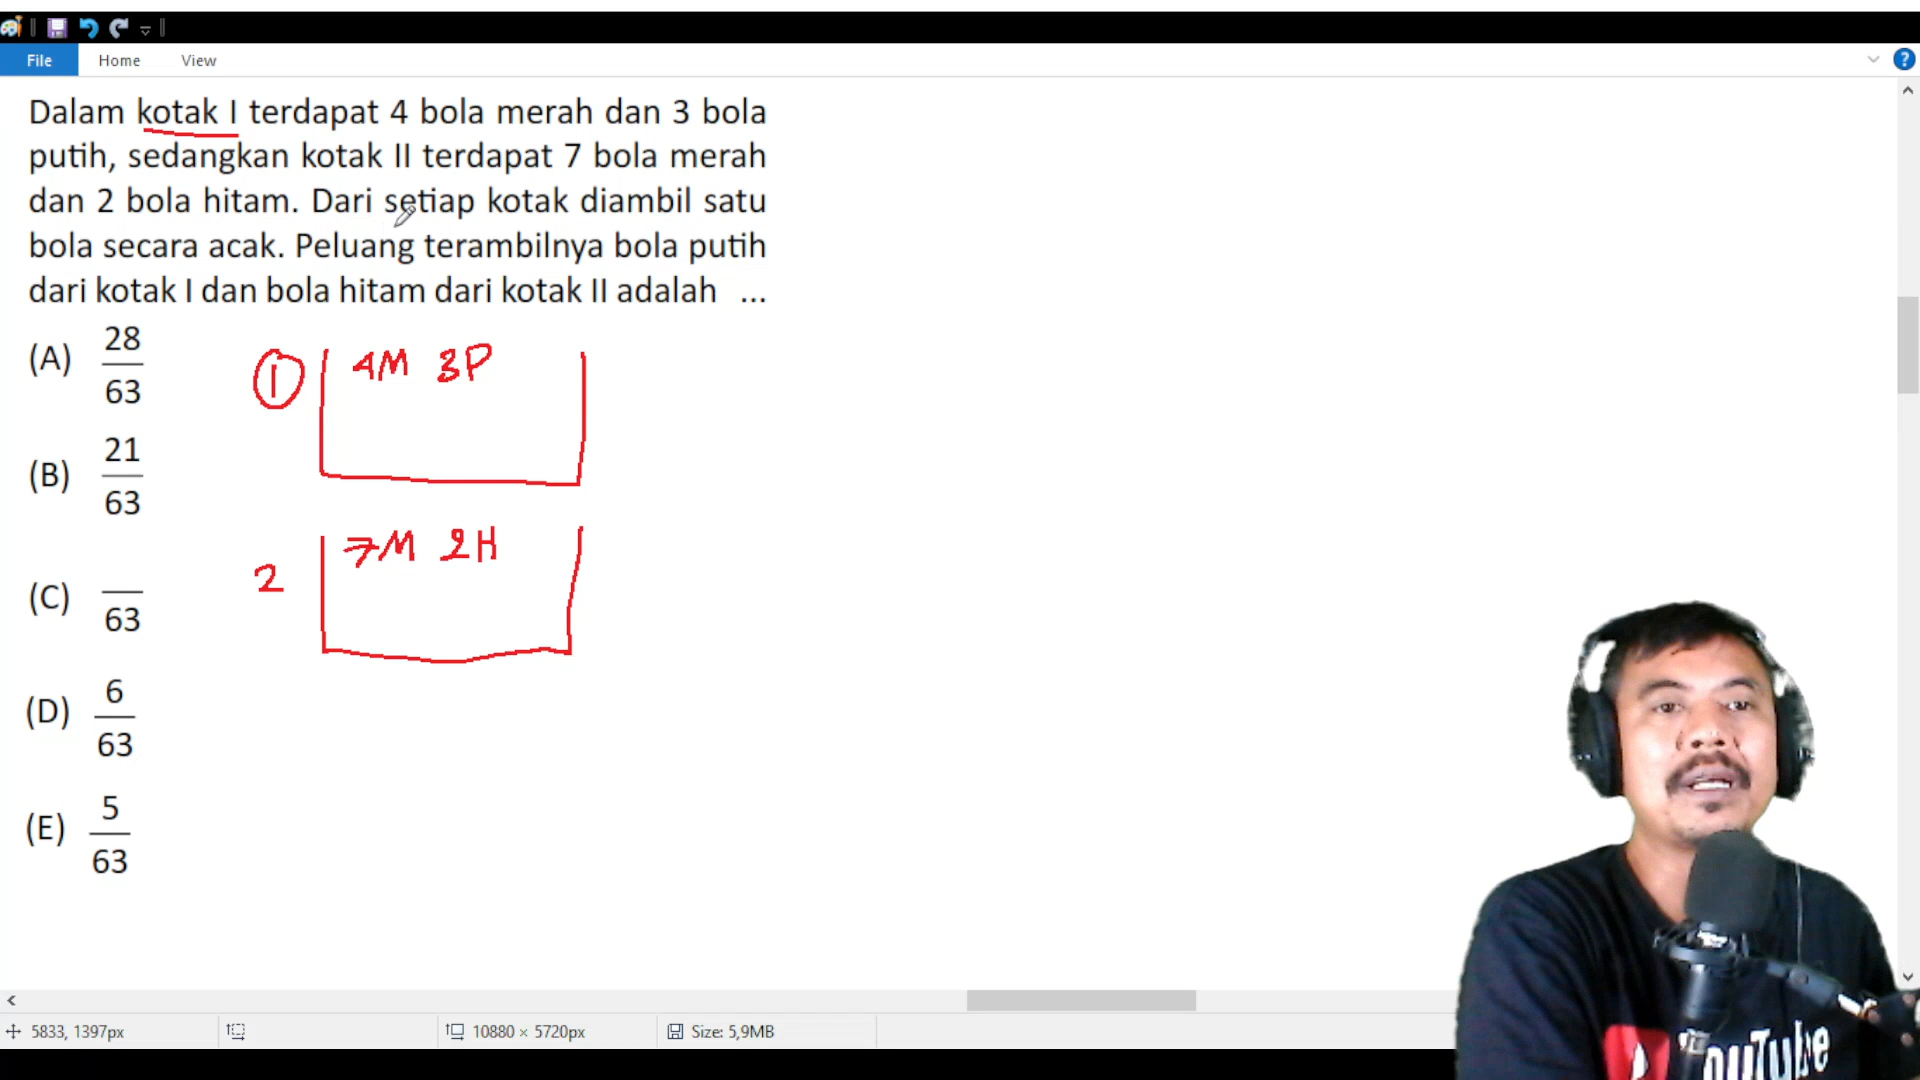 File Home View
Dalam kotak I terdapat 4 bola merah dan 3 bola
putih, sedangkan kotak II terdapat 7 bola merah
dan 2 bola hitam. Dari setiap kotak diambil satu
bola secara acak. Peluang terambilnya bola putih
dari kotak I dan bola hitam dari kotak II adalah ...
(A) 28
63
(B) 21
63
(C)
63
(D) 6
63
(E) 5
63
1 4M 3P
2 7M 2H
5833, 1397px 10880 × 5720px Size: 5,9MB
YouTube